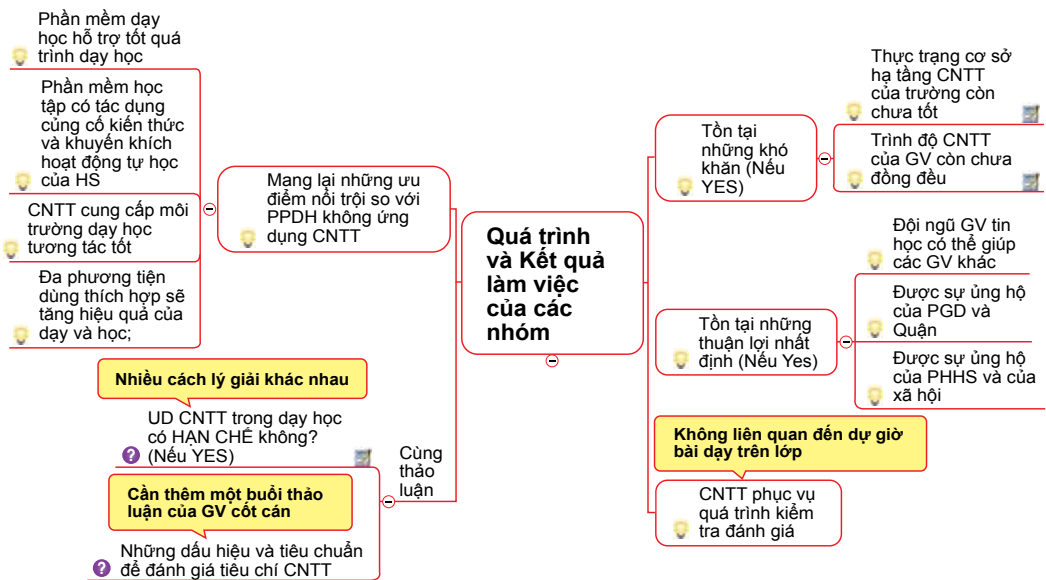 Phần mềm dạy
học hỗ trợ tốt quá
trình dạy học
Phần mềm học
tập có tác dụng
củng cố kiến thức
và khuyến khích
hoạt động tự học
của HS
CNTT cung cấp môi
trường dạy học
tương tác tốt
Đa phương tiện
dùng thích hợp sẽ
tăng hiệu quả của
dạy và học;
Mang lại những ưu
điểm nổi trội so với
PPDH không ứng
dụng CNTT
Nhiều cách lý giải khác nhau
UD CNTT trong dạy học
có HẠN CHẾ không?
(Nếu YES)
Cần thêm một buổi thảo
luận của GV cốt cán
Những dấu hiệu và tiêu chuẩn
để đánh giá tiêu chí CNTT
Cùng
thảo
luận
Quá trình
và Kết quả
làm việc
của các
nhóm
Tồn tại
những khó
khăn (Nếu
YES)
Thực trạng cơ sở
hạ tầng CNTT
của trường còn
chưa tốt
Trình độ CNTT
của GV còn chưa
đồng đều
Tồn tại những
thuận lợi nhất
định (Nếu Yes)
Đội ngũ GV tin
học có thể giúp
các GV khác
Được sự ủng hộ
của PGD và
Quận
Được sự ủng hộ
của PHHS và của
xã hội
Không liên quan đến dự giờ
bài dạy trên lớp
CNTT phục vụ
quá trình kiểm
tra đánh giá